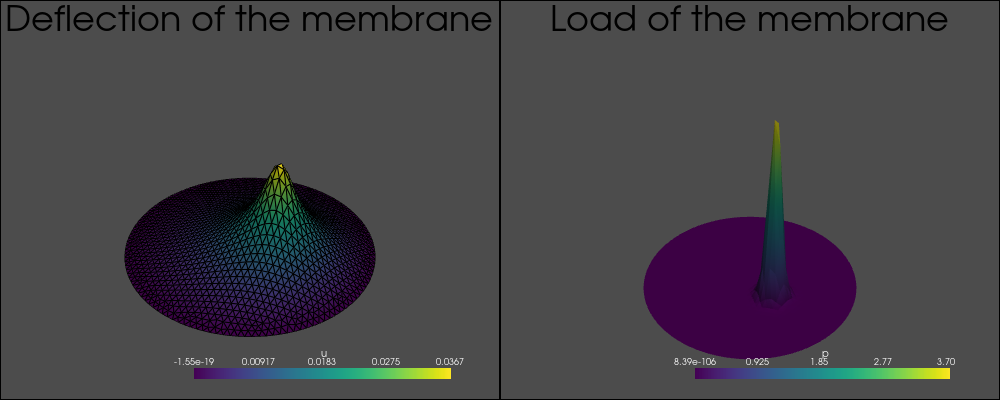 Deflection of the membrane
u
-1.55e-19 0.00917 0.0183 0.0275 0.0367
Load of the membrane
p
8.39e-106 0.925 1.85 2.77 3.70